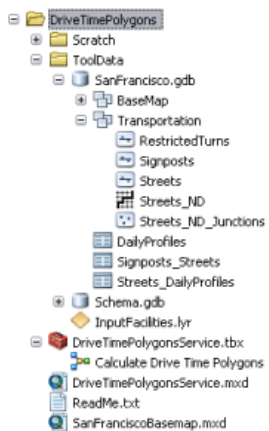 DriveTimePolygons
Scratch
ToolData
SanFrancisco.gdb
BaseMap
Transportation
RestrictedTurns
Signposts
Streets
Streets_ND
Streets_ND_Junctions
DailyProfiles
Signposts_Streets
Streets_DailyProfiles
Schema.gdb
InputFacilities.lyr
DriveTimePolygonsService.tbx
Calculate Drive Time Polygons
DriveTimePolygonsService.mxd
ReadMe.txt
SanFranciscoBasemap.mxd